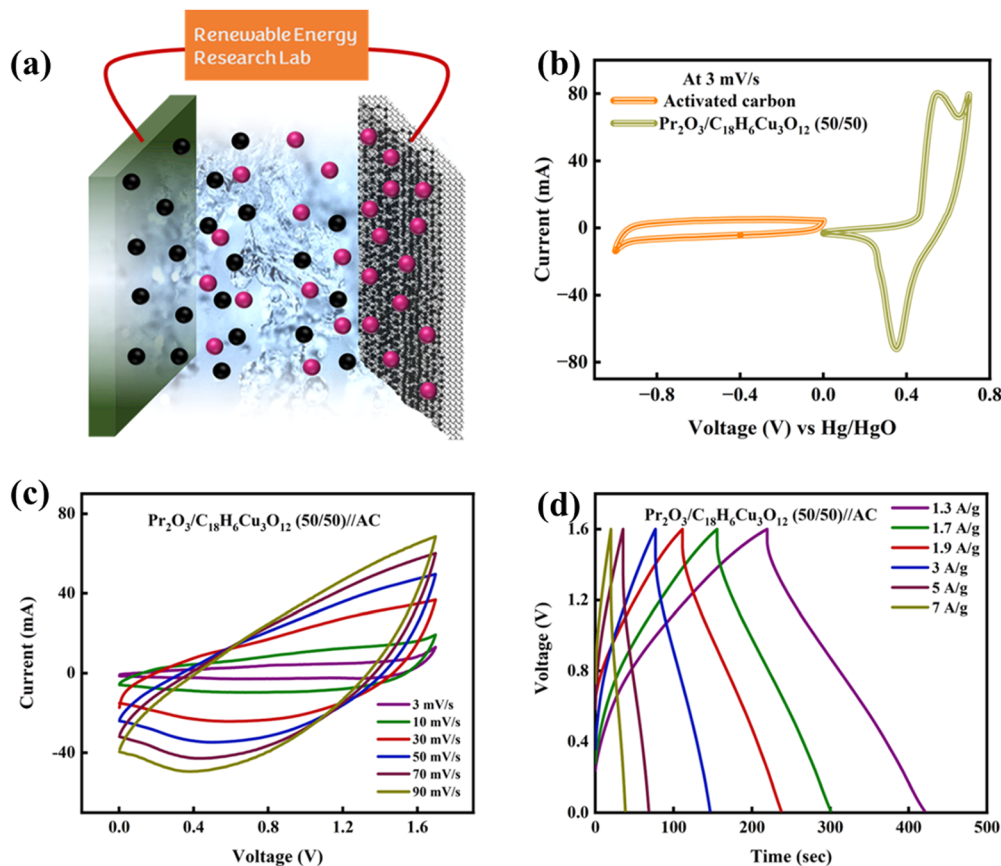 (a)
Renewable Energy
Research Lab
(b)
At 3 mV/s
Activated carbon
Pr₂O₃/C₁₈H₆Cu₃O₁₂ (50/50)
80
40
0
−40
−80
−0.8
−0.4
0.0
0.4
0.8
Current (mA)
Voltage (V) vs Hg/HgO
(c)
Pr₂O₃/C₁₈H₆Cu₃O₁₂ (50/50)//AC
80
40
0
-40
0.0
0.4
0.8
1.2
1.6
Current (mA)
Voltage (V)
3 mV/s
10 mV/s
30 mV/s
50 mV/s
70 mV/s
90 mV/s
(d)
Pr₂O₃/C₁₈H₆Cu₃O₁₂ (50/50)//AC
1.3 A/g
1.7 A/g
1.9 A/g
3 A/g
5 A/g
7 A/g
1.6
1.2
0.8
0.4
0.0
0
100
200
300
400
500
Voltage (V)
Time (sec)